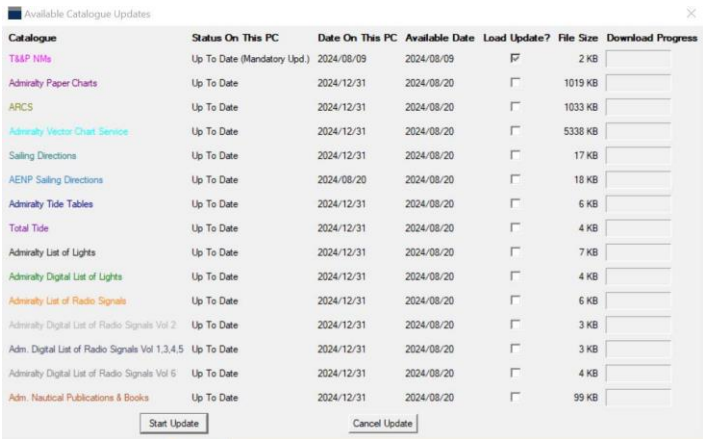 Available Catalogue Updates
Catalogue Status On This PC Date On This PC Available Date Load Update? File Size Download Progress
T&P NMs Up To Date (Mandatory Upd.) 2024/08/09 2024/08/09 2 KB
Admiralty Paper Charts Up To Date 2024/12/31 2024/08/20 1019 KB
ARCS Up To Date 2024/12/31 2024/08/20 1033 KB
Admiralty Vector Chart Service Up To Date 2024/12/31 2024/08/20 5338 KB
Sailing Directions Up To Date 2024/12/31 2024/08/20 17 KB
AENP Sailing Directions Up To Date 2024/08/20 2024/08/20 18 KB
Admiralty Tide Tables Up To Date 2024/12/31 2024/08/20 6 KB
Total Tide Up To Date 2024/12/31 2024/08/20 4 KB
Admiralty List of Lights Up To Date 2024/12/31 2024/08/20 7 KB
Admiralty Digital List of Lights Up To Date 2024/12/31 2024/08/20 4 KB
Admiralty List of Radio Signals Up To Date 2024/12/31 2024/08/20 6 KB
Admiralty Digital List of Radio Signals Vol 2 Up To Date 2024/12/31 2024/08/20 3 KB
Adm. Digital List of Radio Signals Vol 1,3,4,5 Up To Date 2024/12/31 2024/08/20 3 KB
Admiralty Digital List of Radio Signals Vol 6 Up To Date 2024/12/31 2024/08/20 4 KB
Adm. Nautical Publications & Books Up To Date 2024/12/31 2024/08/20 99 KB
Start Update Cancel Update